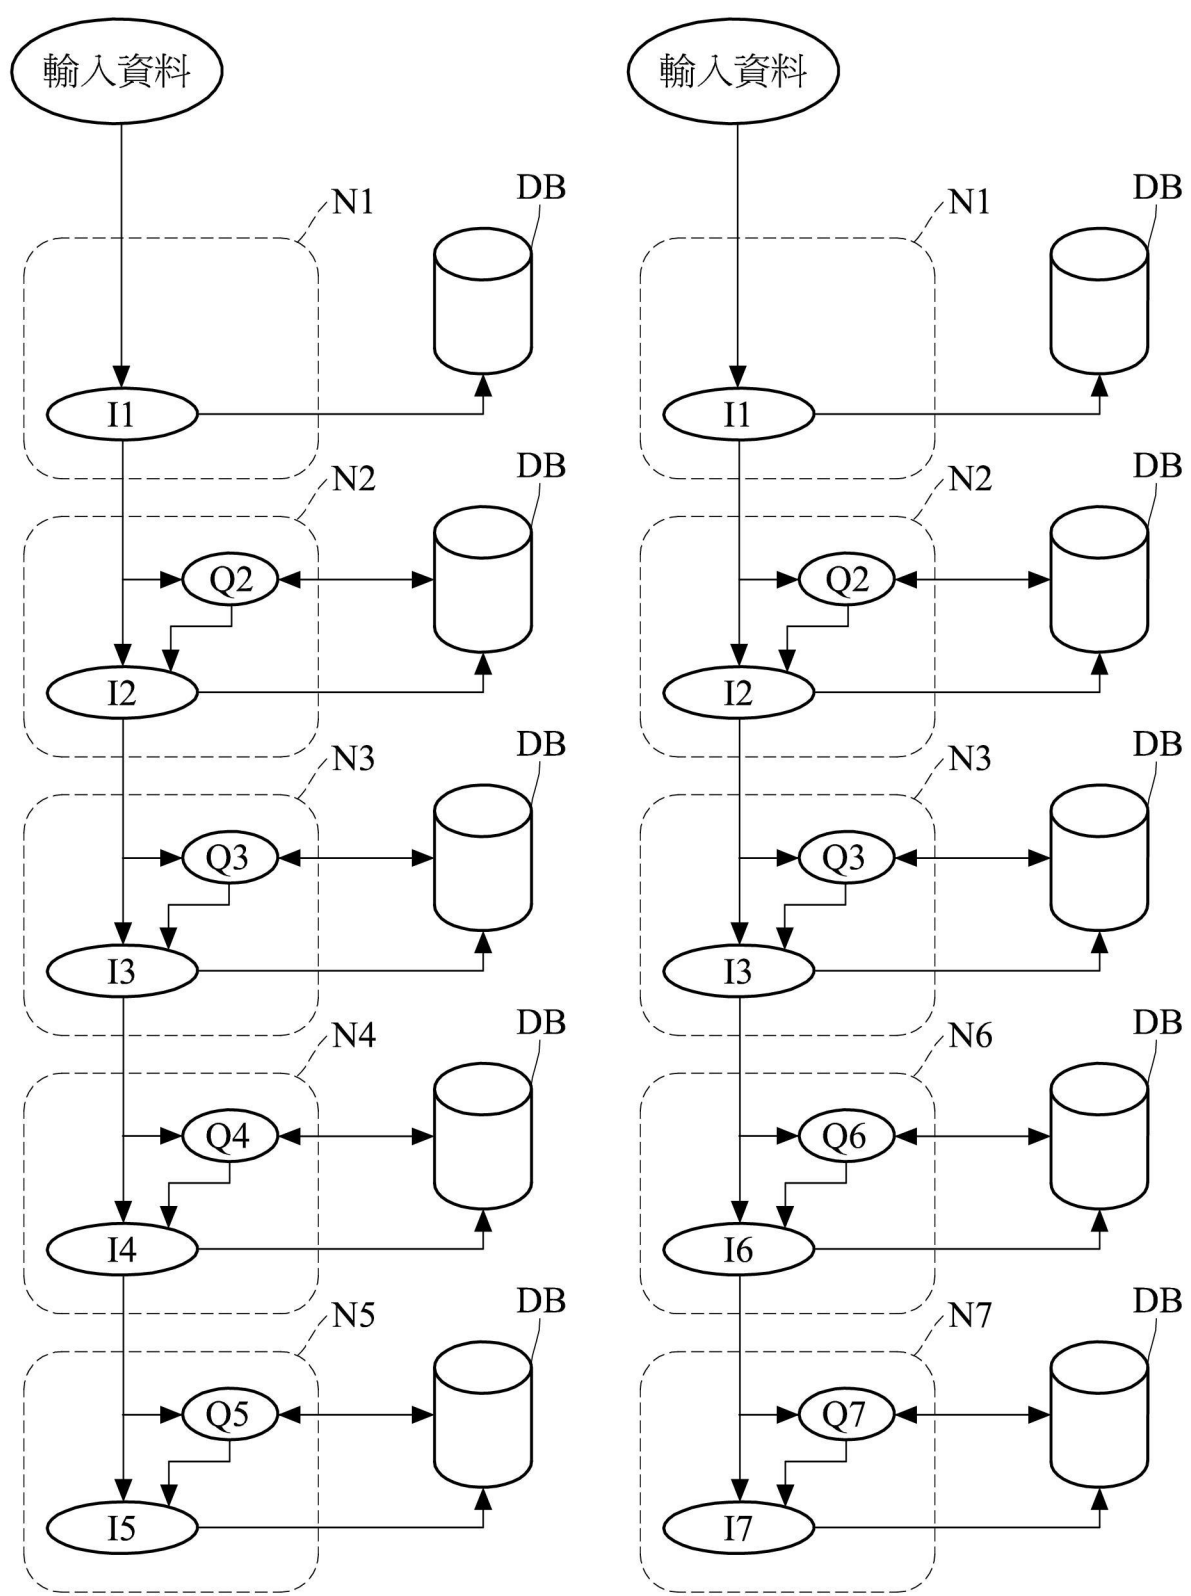 輸入資料
DB
N1
I1
DB
N2
Q2
I2
DB
N3
Q3
I3
DB
N4
Q4
I4
DB
N5
Q5
I5
輸入資料
DB
N1
I1
DB
N2
Q2
I2
DB
N3
Q3
I3
DB
N6
Q6
I6
DB
N7
Q7
I7